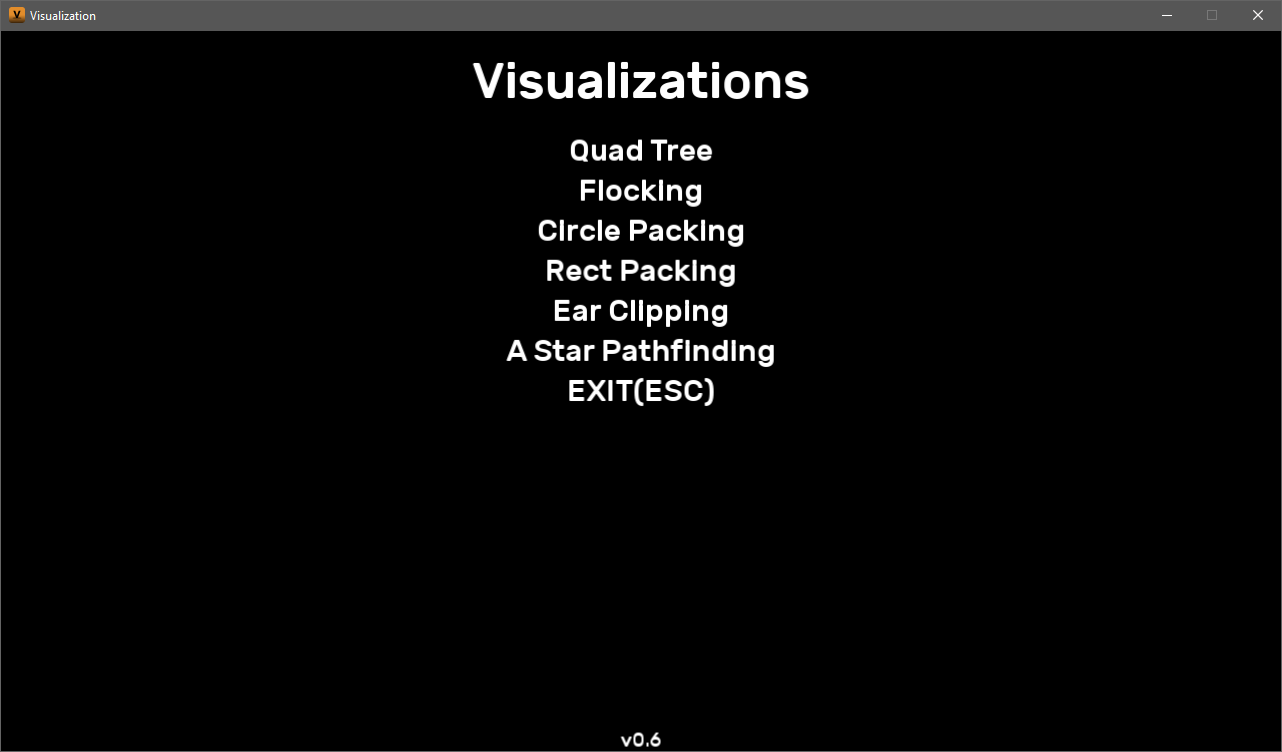 Visualization
Visualizations
Quad Tree
Flocking
Circle Packing
Rect Packing
Ear Clipping
A Star Pathfinding
EXIT(ESC)
v0.6